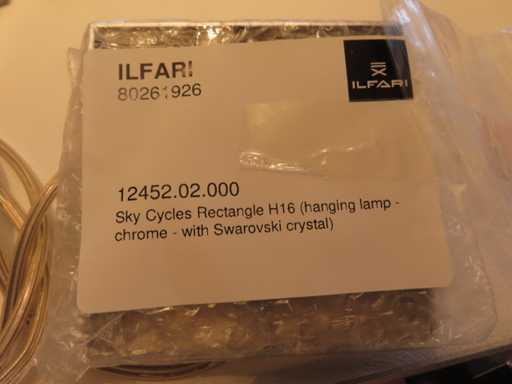 ILFARI
80261926
ILFARI
12452.02.000
Sky Cycles Rectangle H16 (hanging lamp -
chrome - with Swarovski crystal)